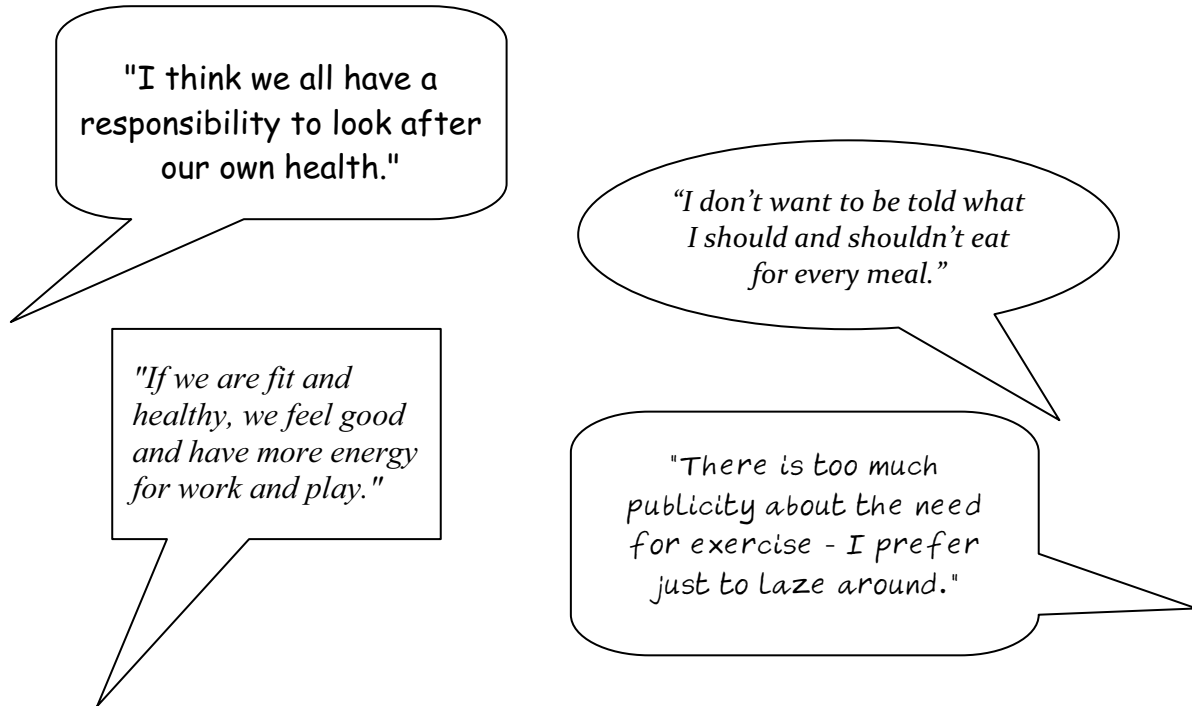 "I think we all have a
responsibility to look after
our own health."
“I don’t want to be told what
I should and shouldn’t eat
for every meal.”
"If we are fit and
healthy, we feel good
and have more energy
for work and play."
"There is too much
publicity about the need
for exercise - I prefer
just to laze around."